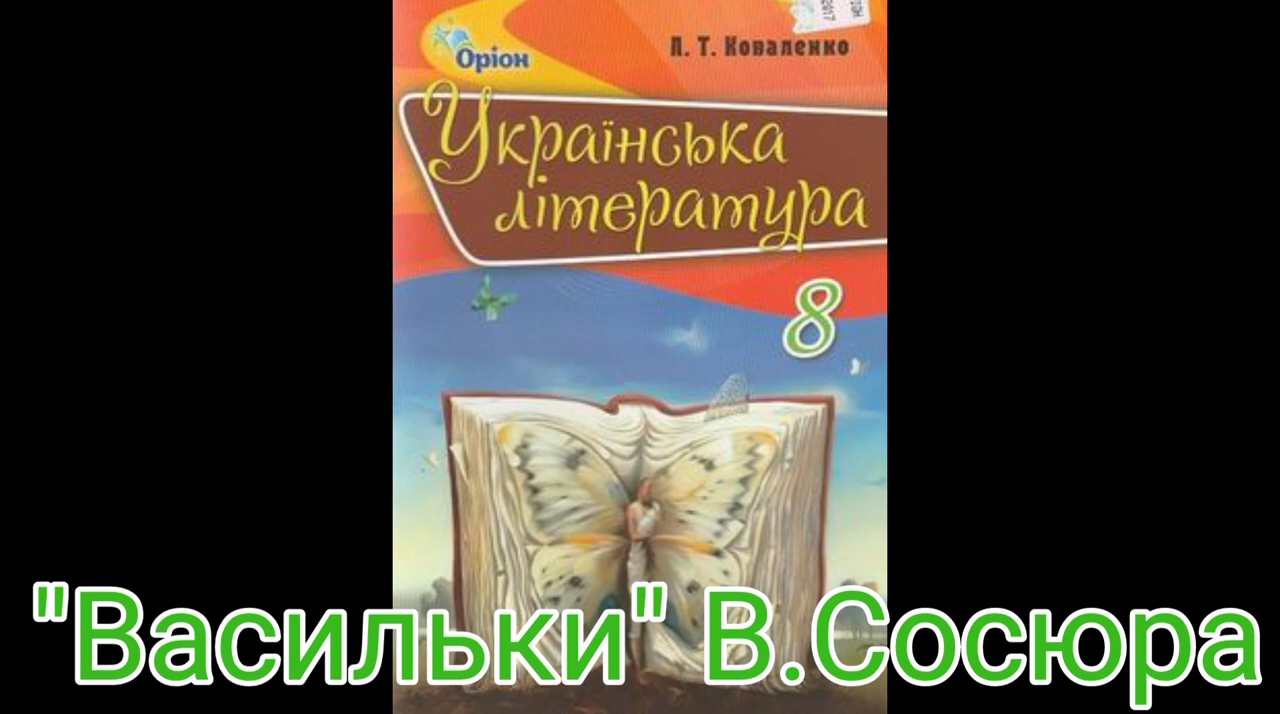 Оріон
Л. Т. Коваленко
Українська
література
8
"Васильки" В.Сосюра